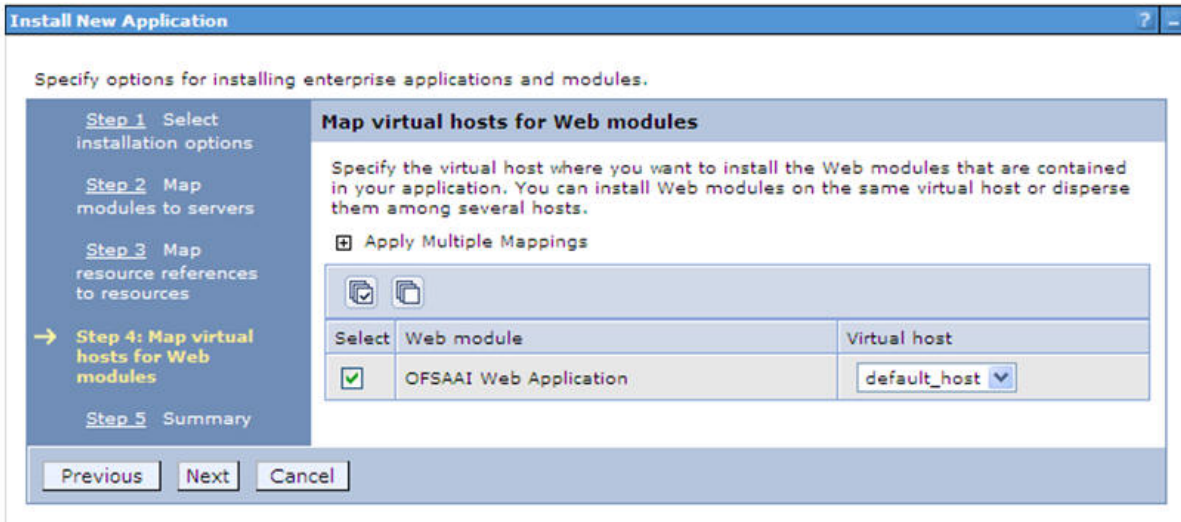 Install New Application
?
Specify options for installing enterprise applications and modules.
Step 1 Select
installation options
Step 2 Map
modules to servers
Step 3 Map
resource references
to resources
Step 4: Map virtual
hosts for Web
modules
Step 5 Summary
Map virtual hosts for Web modules
Specify the virtual host where you want to install the Web modules that are contained
in your application. You can install Web modules on the same virtual host or disperse
them among several hosts.
Apply Multiple Mappings
Select Web module Virtual host
OFSAAI Web Application default_host
Previous Next Cancel